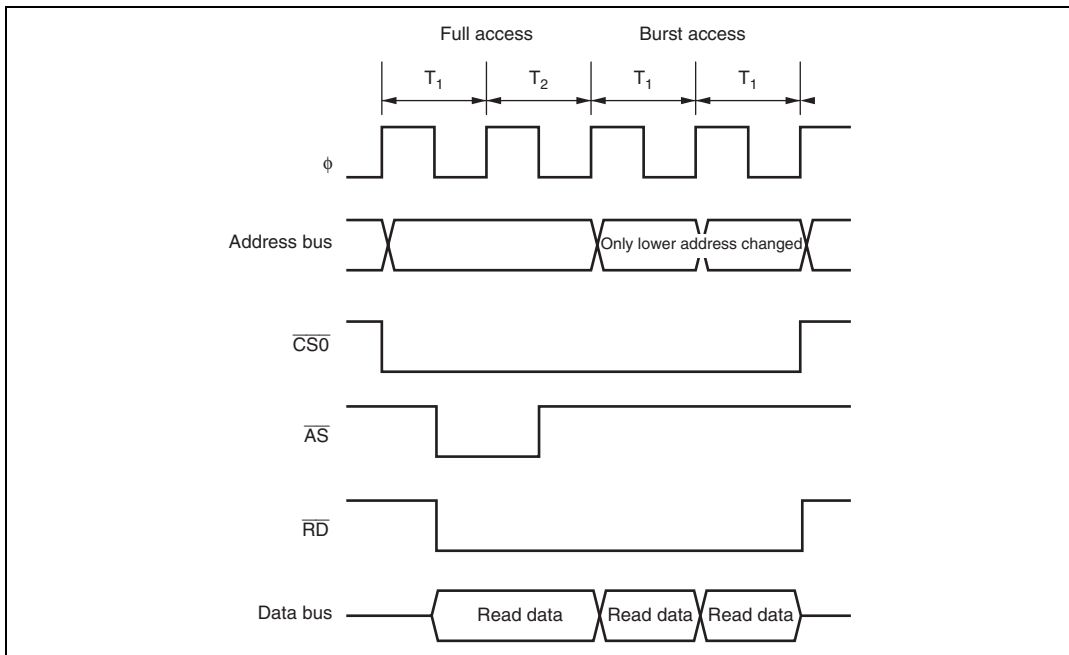 Full access Burst access
T1 T2 T1 T1
ϕ
Address bus Only lower address changed
CS0
AS
RD
Data bus Read data Read data Read data